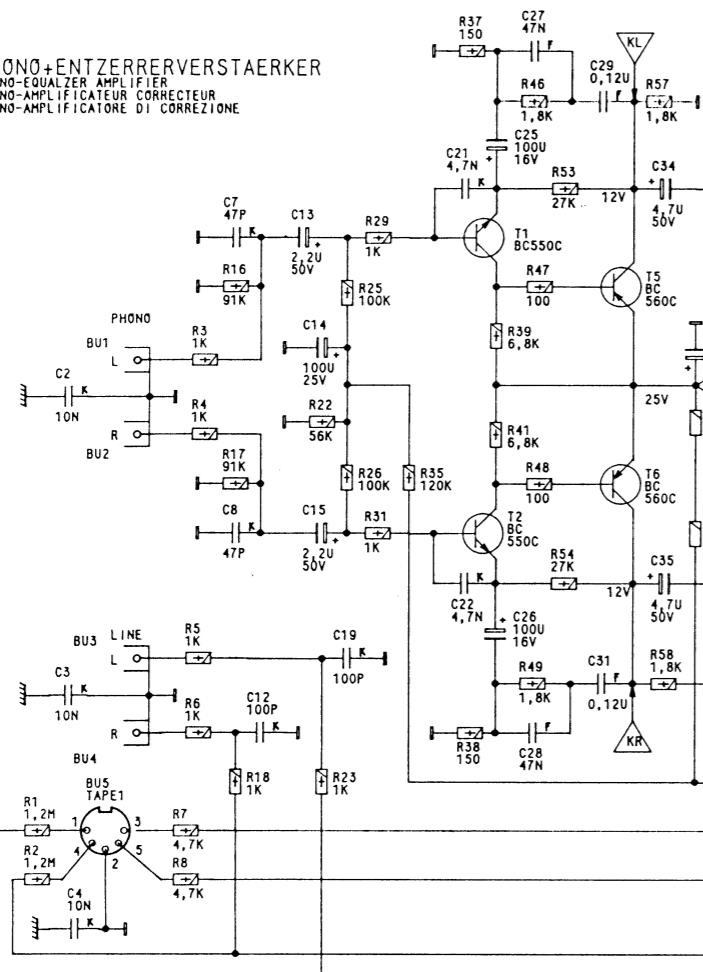 ONO+ENTZERRERVERSTAERKER
NO-EQUALZER AMPLIFIER
NO-AMPLIFICATEUR CORRECTEUR
NO-AMPLIFICATORE DI CORREZIONE
R37
150
C27
47N
F
KL
R46
1,8K
C29
0,12U
F
R57
1,8K
C25
100U
16V
+
C21
4,7N
K
R53
27K
12V
C34
+
4,7U
50V
C7
47P
K
C13
+
2,2U
50V
R29
1K
T1
BC550C
R16
91K
R25
100K
R47
100
T5
BC
560C
PHONO
BU1
L
R3
1K
C14
+
100U
25V
R39
6,8K
+
C2
10N
K
R4
1K
R22
56K
25V
R
BU2
R17
91K
R26
100K
R35
120K
R41
6,8K
R48
100
T6
BC
560C
C8
47P
K
C15
+
2,2U
50V
R31
1K
T2
BC
550C
R54
27K
12V
C35
+
4,7U
50V
C22
4,7N
K
+
C26
100U
16V
BU3
LINE
L
R5
1K
C19
K
100P
R49
1,8K
C31
F
0,12U
R58
1,8K
C3
10N
K
R6
1K
C12
100P
K
R
BU4
R38
150
C28
47N
F
KR
R18
1K
R23
1K
BU5
TAPE1
R1
1,2M
1
3
R7
4,7K
R2
1,2M
4
2
5
R8
4,7K
C4
10N
K